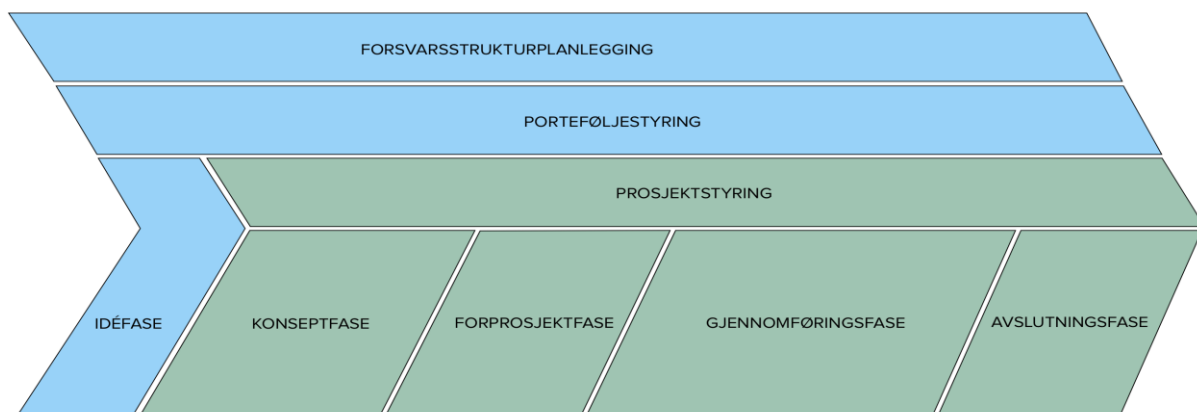 FORSVARSSTRUKTURPLANLEGGING
PORTEFØLJESTYRING
PROSJEKTSTYRING
IDÉFASE
KONSEPTFASE
FORPROSJEKTFASE
GJENNOMFØRINGSFASE
AVSLUTNINGSFASE